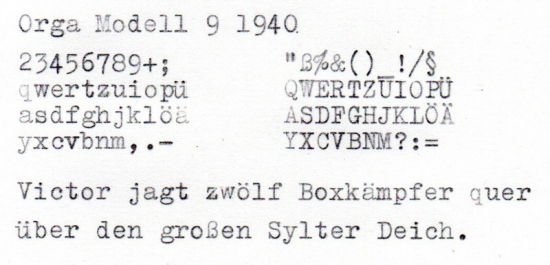 Orga Modell 9 1940
23456789+; "ß%&()_!/§
qwertzuiopü QWERTZUIOPÜ
asdfghjklöä ASDFGHJKLÖÄ
yxcvbnm,.- YXCVBNM?:=
Victor jagt zwölf Boxkämpfer quer
über den großen Sylter Deich.